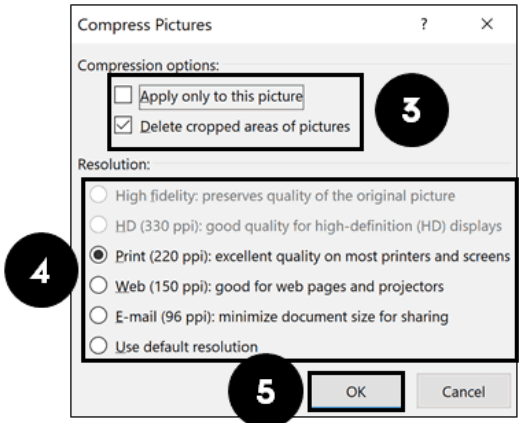 Compress Pictures ? ×
Compression options:
Apply only to this picture
Delete cropped areas of pictures
3
Resolution:
High fidelity: preserves quality of the original picture
HD (330 ppi): good quality for high-definition (HD) displays
4
Print (220 ppi): excellent quality on most printers and screens
Web (150 ppi): good for web pages and projectors
E-mail (96 ppi): minimize document size for sharing
Use default resolution
5
OK
Cancel